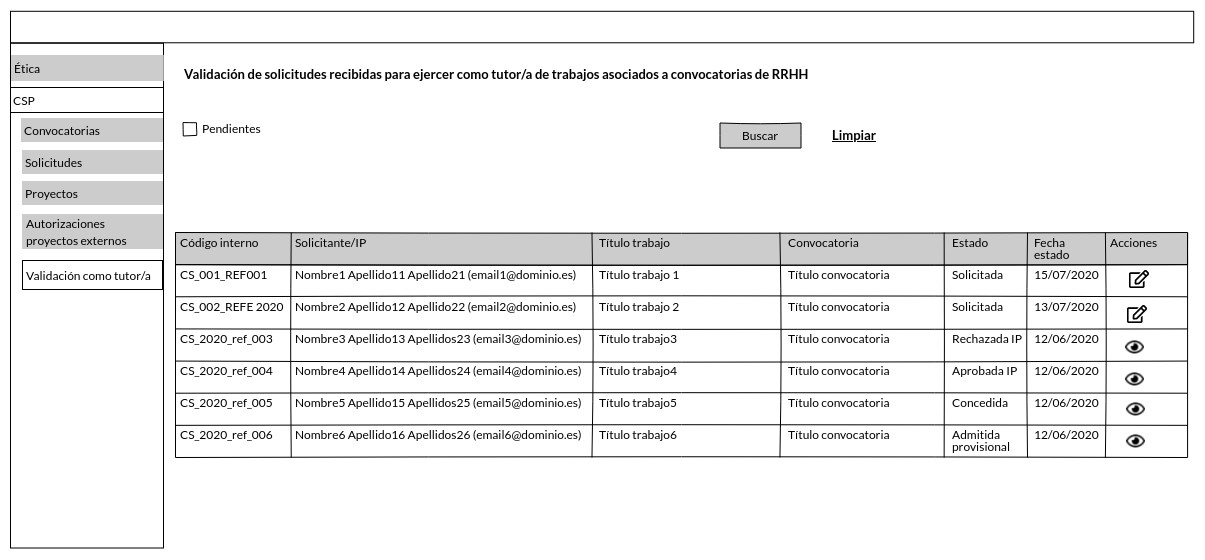 Ética
CSP
Convocatorias
Solicitudes
Proyectos
Autorizaciones
proyectos externos
Validación como tutor/a
Validación de solicitudes recibidas para ejercer como tutor/a de trabajos asociados a convocatorias de RRHH
Pendientes Buscar Limpiar
Código interno Solicitante/IP Título trabajo Convocatoria Estado Fecha estado Acciones
CS_001_REF001 Nombre1 Apellido11 Apellido21 (email1@dominio.es) Título trabajo 1 Título convocatoria Solicitada 15/07/2020
CS_002_REFE 2020 Nombre2 Apellido12 Apellido22 (email2@dominio.es) Título trabajo 2 Título convocatoria Solicitada 13/07/2020
CS_2020_ref_003 Nombre3 Apellido13 Apellidos23 (email3@dominio.es) Título trabajo3 Título convocatoria Rechazada IP 12/06/2020
CS_2020_ref_004 Nombre4 Apellido14 Apellidos24 (email4@dominio.es) Título trabajo4 Título convocatoria Aprobada IP 12/06/2020
CS_2020_ref_005 Nombre5 Apellido15 Apellidos25 (email5@dominio.es) Título trabajo5 Título convocatoria Concedida 12/06/2020
CS_2020_ref_006 Nombre6 Apellido16 Apellidos26 (email6@dominio.es) Título trabajo6 Título convocatoria Admitida provisional 12/06/2020